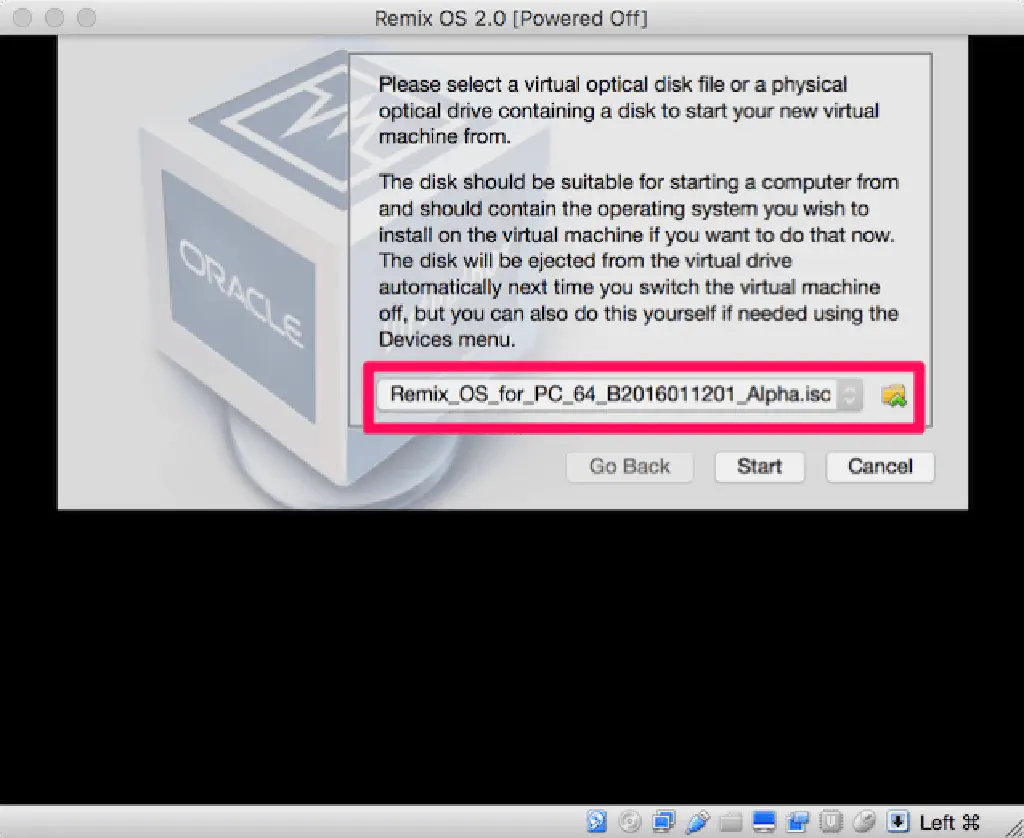 Remix OS 2.0 [Powered Off]
Please select a virtual optical disk file or a physical
optical drive containing a disk to start your new virtual
machine from.
The disk should be suitable for starting a computer from
and should contain the operating system you wish to
install on the virtual machine if you want to do that now.
The disk will be ejected from the virtual drive
automatically next time you switch the virtual machine
off, but you can also do this yourself if needed using the
Devices menu.
ORACLE
Remix_OS_for_PC_64_B2016011201_Alpha.isc
Go Back
Start
Cancel
Left ⌘